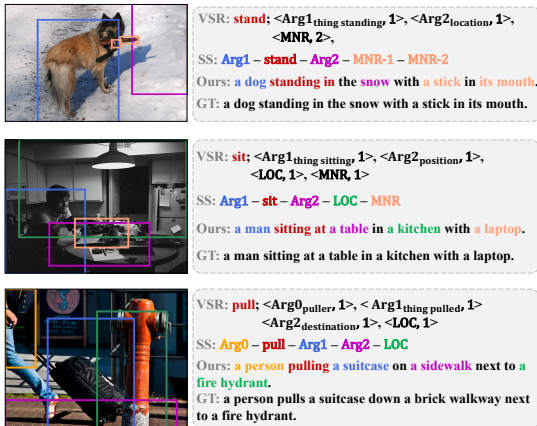 VSR: stand; <Arg1thing standing, 1>, <Arg2location, 1>,
<MNR, 2>,
SS: Arg1 – stand – Arg2 – MNR-1 – MNR-2
Ours: a dog standing in the snow with a stick in its mouth.
GT: a dog standing in the snow with a stick in its mouth.
VSR: sit; <Arg1thing sitting, 1>, <Arg2position, 1>,
<LOC, 1>, <MNR, 1>
SS: Arg1 – sit – Arg2 – LOC – MNR
Ours: a man sitting at a table in a kitchen with a laptop.
GT: a man sitting at a table in a kitchen with a laptop.
VSR: pull; <Arg0puller, 1>, < Arg1thing pulled, 1>
<Arg2destination, 1>, <LOC, 1>
SS: Arg0 – pull – Arg1 – Arg2 – LOC
Ours: a person pulling a suitcase on a sidewalk next to a
fire hydrant.
GT: a person pulls a suitcase down a brick walkway next
to a fire hydrant.